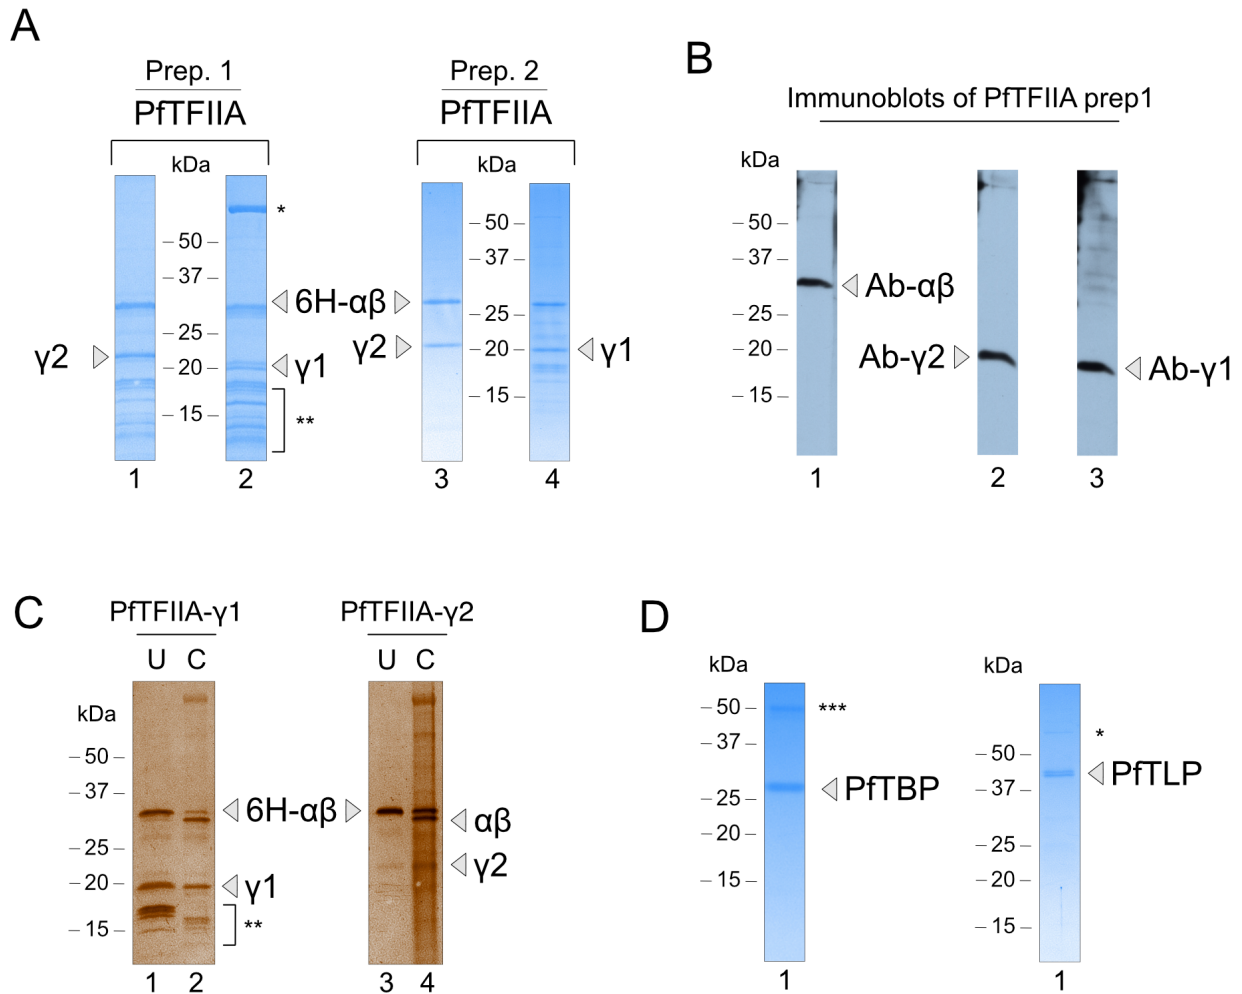 A
Prep. 1
PfTFIIA
kDa
*
50
37
6H-αβ
25
γ2
20
γ1
15
**
1
2
Prep. 2
PfTFIIA
kDa
50
37
25
γ2
20
γ1
15
3
4
B
Immunoblots of PfTFIIA prep1
kDa
50
37
Ab-αβ
25
20
Ab-γ2
Ab-γ1
15
1
2
3
C
PfTFIIA-γ1
PfTFIIA-γ2
U C
U C
kDa
50
37
6H-αβ
αβ
25
γ2
20
γ1
15
**
1 2
3 4
D
kDa
50
***
37
PfTBP
25
20
15
1
kDa
*
50
PfTLP
37
25
20
15
1